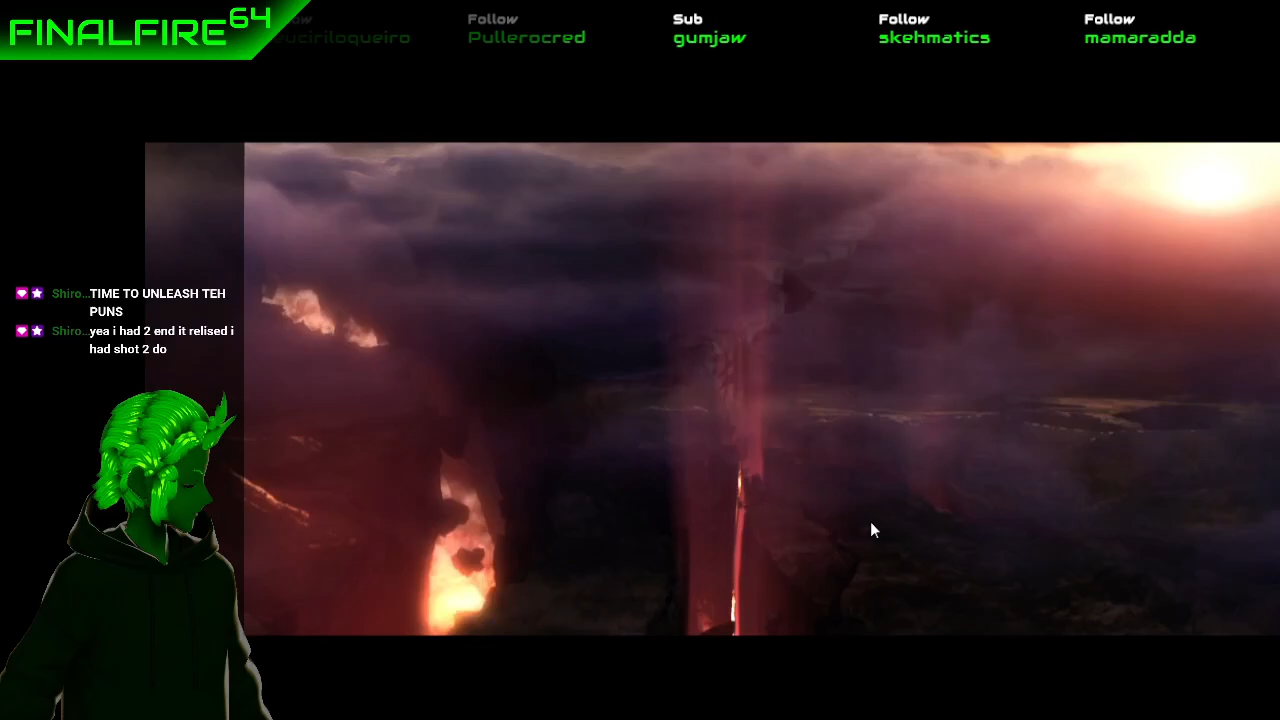 FINALFIRE64
Follow
Pullerocred
Sub
gumjaw
Follow
skehmatics
Follow
mamaradda
Shiro...TIME TO UNLEASH TEH
PUNS
Shiro...yea i had 2 end it relised i
had shot 2 do